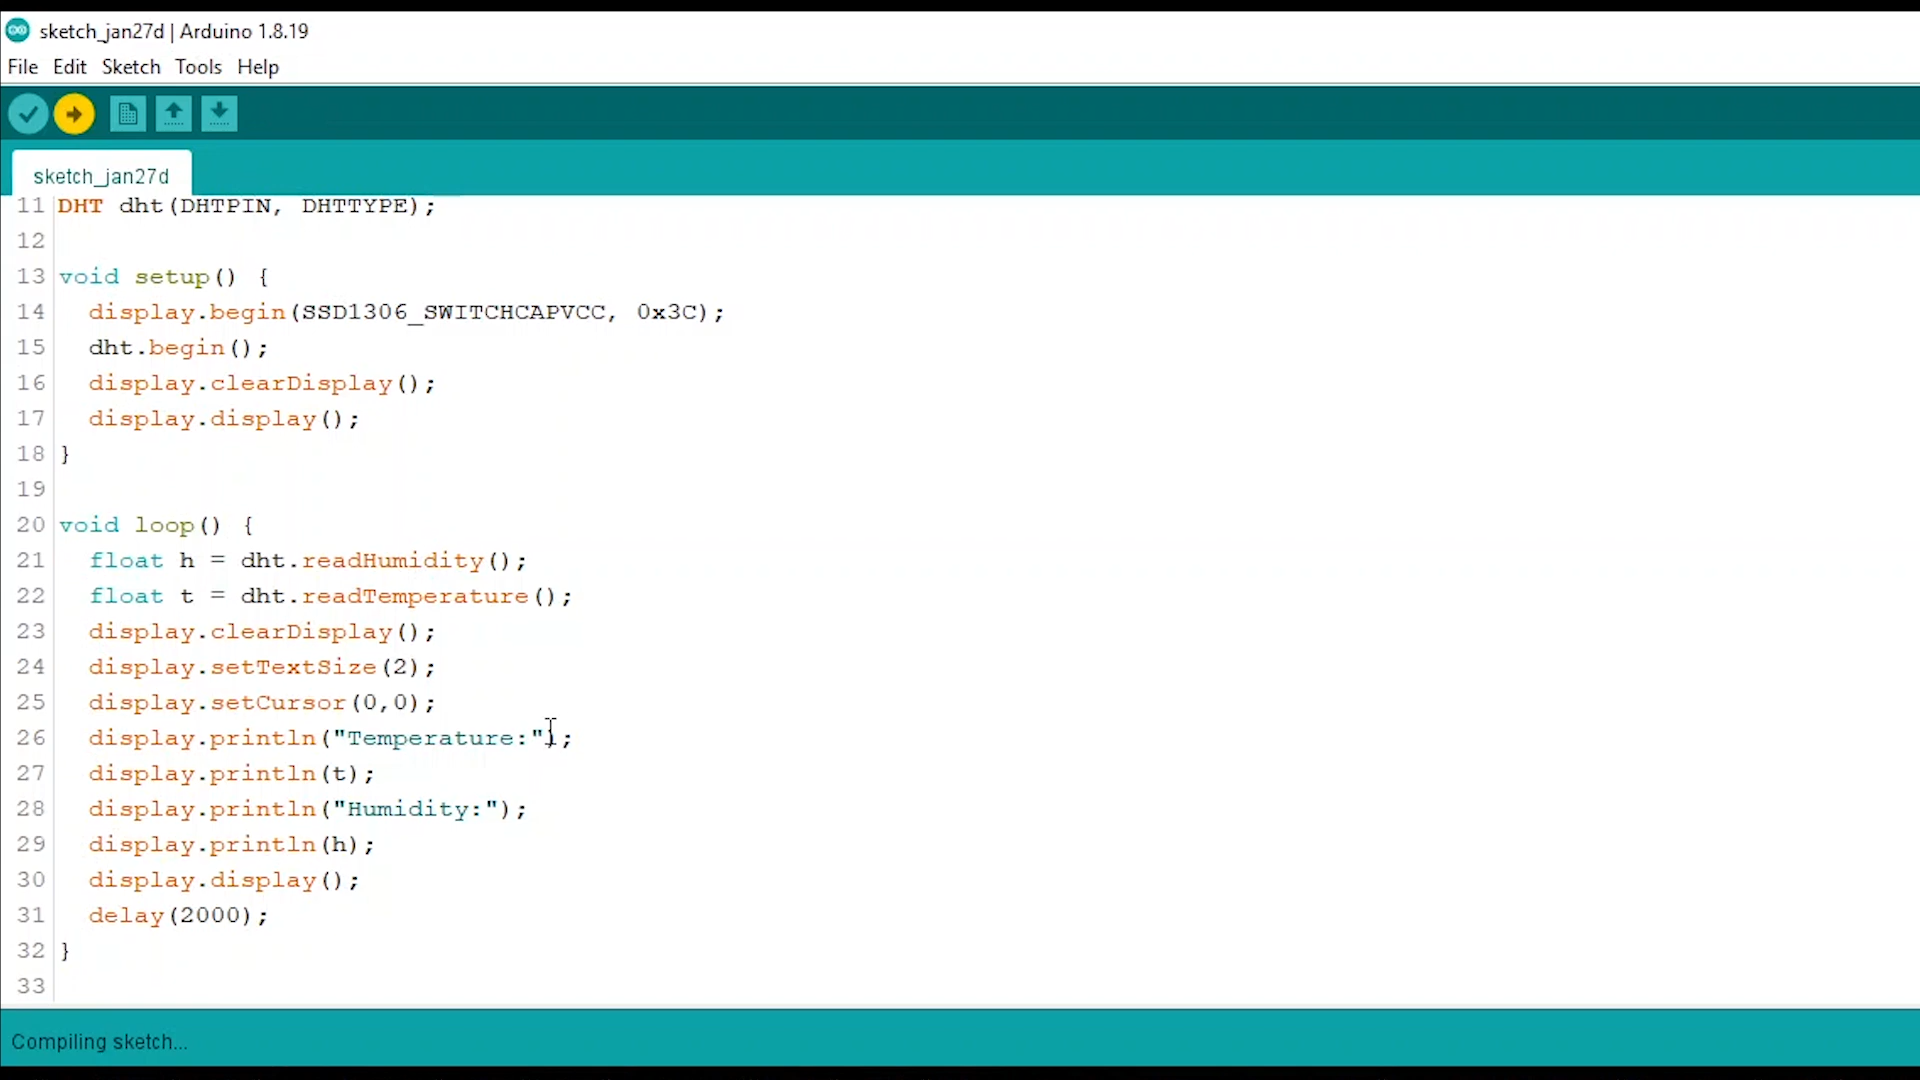 sketch_jan27d | Arduino 1.8.19
File Edit Sketch Tools Help
sketch_jan27d
11 DHT dht(DHTPIN, DHTTYPE);
12
13 void setup() {
14   display.begin(SSD1306_SWITCHCAPVCC, 0x3C);
15   dht.begin();
16   display.clearDisplay();
17   display.display();
18 }
19
20 void loop() {
21   float h = dht.readHumidity();
22   float t = dht.readTemperature();
23   display.clearDisplay();
24   display.setTextSize(2);
25   display.setCursor(0,0);
26   display.println("Temperature:");
27   display.println(t);
28   display.println("Humidity:");
29   display.println(h);
30   display.display();
31   delay(2000);
32 }
33
Compiling sketch...